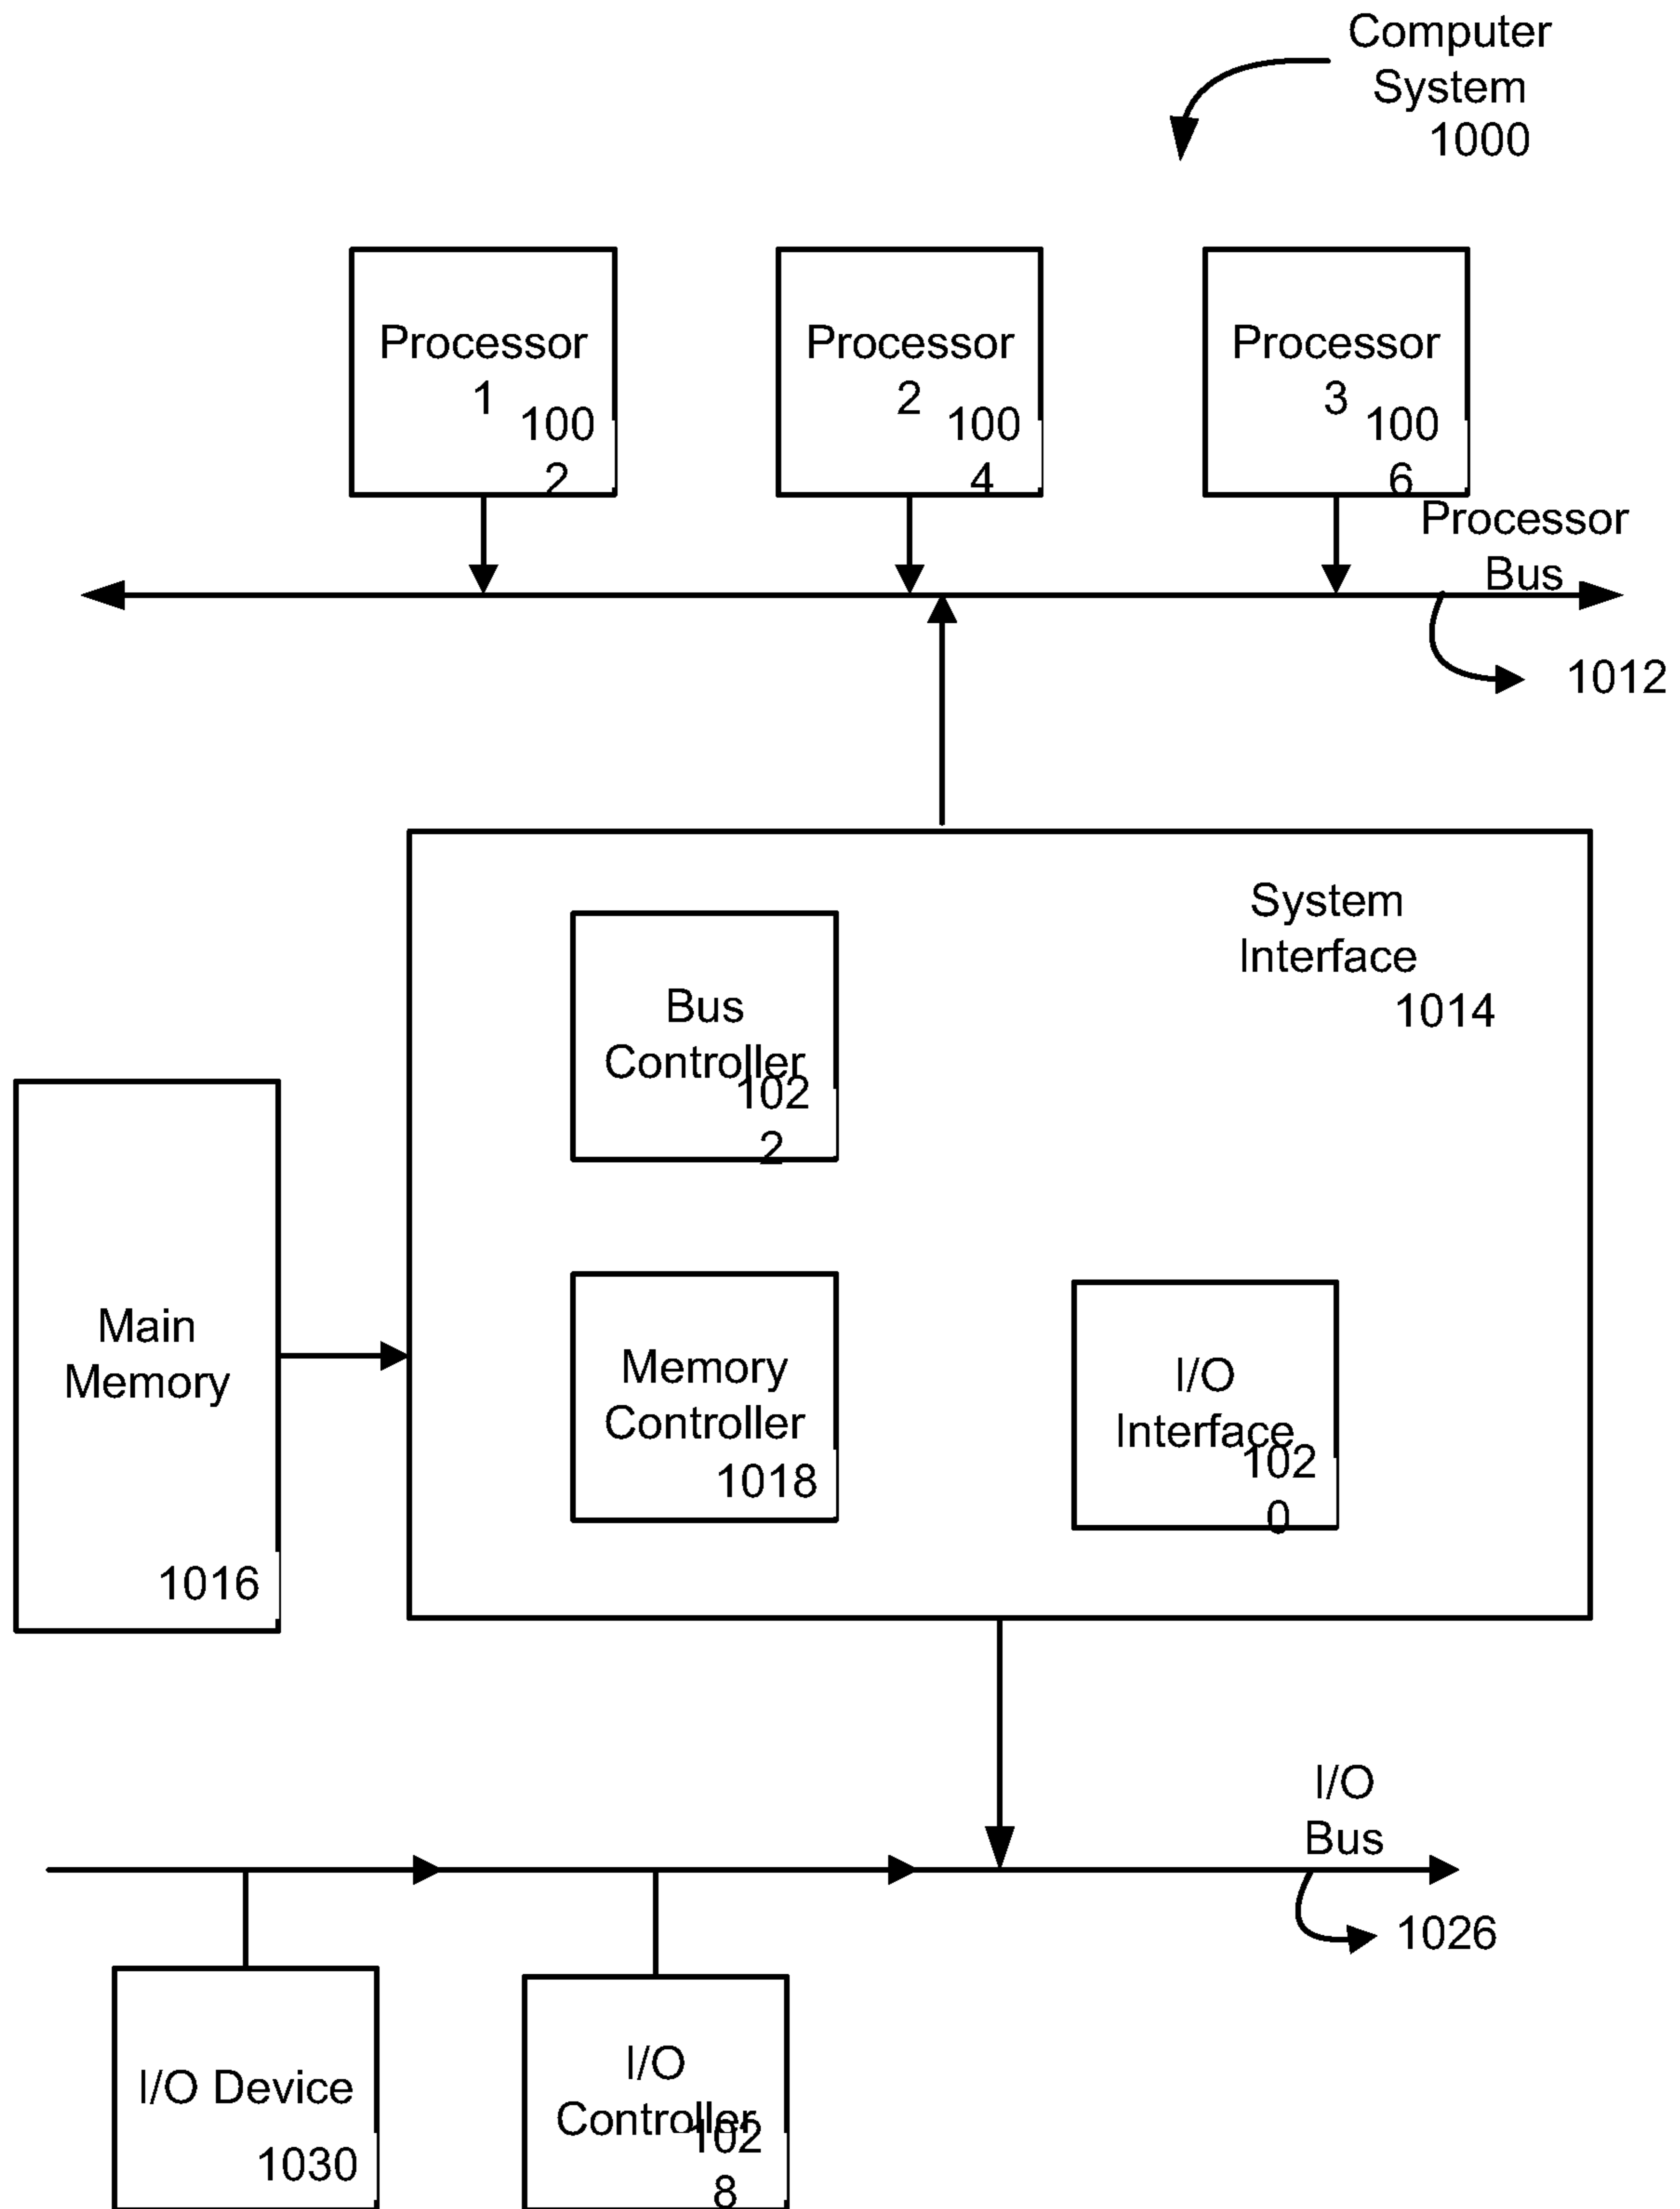 Computer
System
1000
Processor
1
100
2
Processor
2
100
4
Processor
3
100
6
Processor
Bus
1012
System
Interface
1014
Bus
Controller
102
2
Main
Memory
1016
Memory
Controller
1018
I/O
Interface
102
0
I/O
Bus
1026
I/O Device
1030
I/O
Controller
102
8